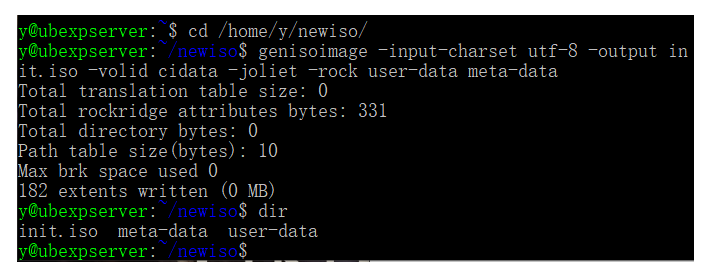 y@ubexpserver:~$ cd /home/y/newiso/
y@ubexpserver:~/newiso$ genisoimage -input-charset utf-8 -output in
it.iso -volid cidata -joliet -rock user-data meta-data
Total translation table size: 0
Total rockridge attributes bytes: 331
Total directory bytes: 0
Path table size(bytes): 10
Max brk space used 0
182 extents written (0 MB)
y@ubexpserver:~/newiso$ dir
init.iso  meta-data  user-data
y@ubexpserver:~/newiso$